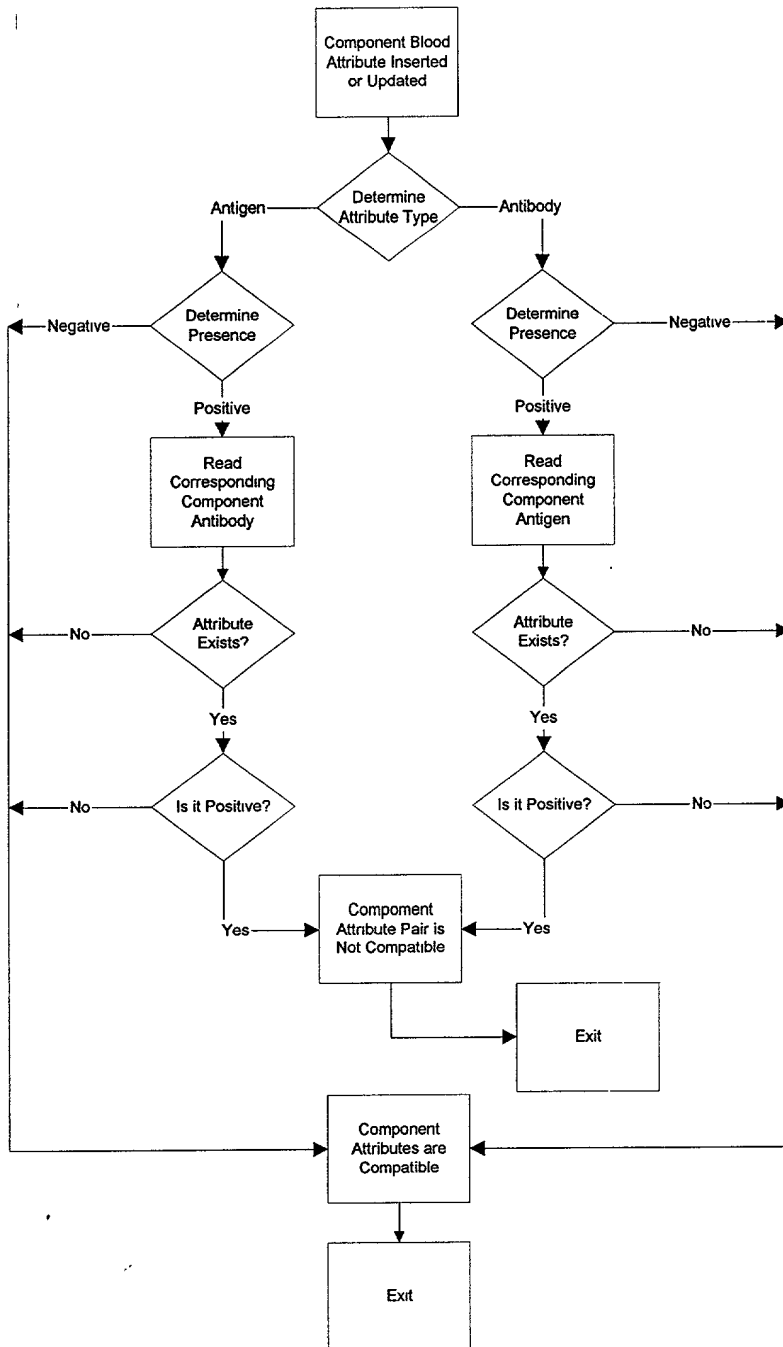 Component Blood
Attribute Inserted
or Updated
Determine
Attribute Type
Antigen
Antibody
Determine
Presence
Determine
Presence
Negative
Negative
Positive
Positive
Read
Corresponding
Component
Antibody
Read
Corresponding
Component
Antigen
Attribute
Exists?
Attribute
Exists?
No
No
Yes
Yes
Is it Positive?
Is it Positive?
No
No
Compoment
Attribute Pair is
Not Compatible
Yes
Yes
Exit
Component
Attributes are
Compatible
Exit